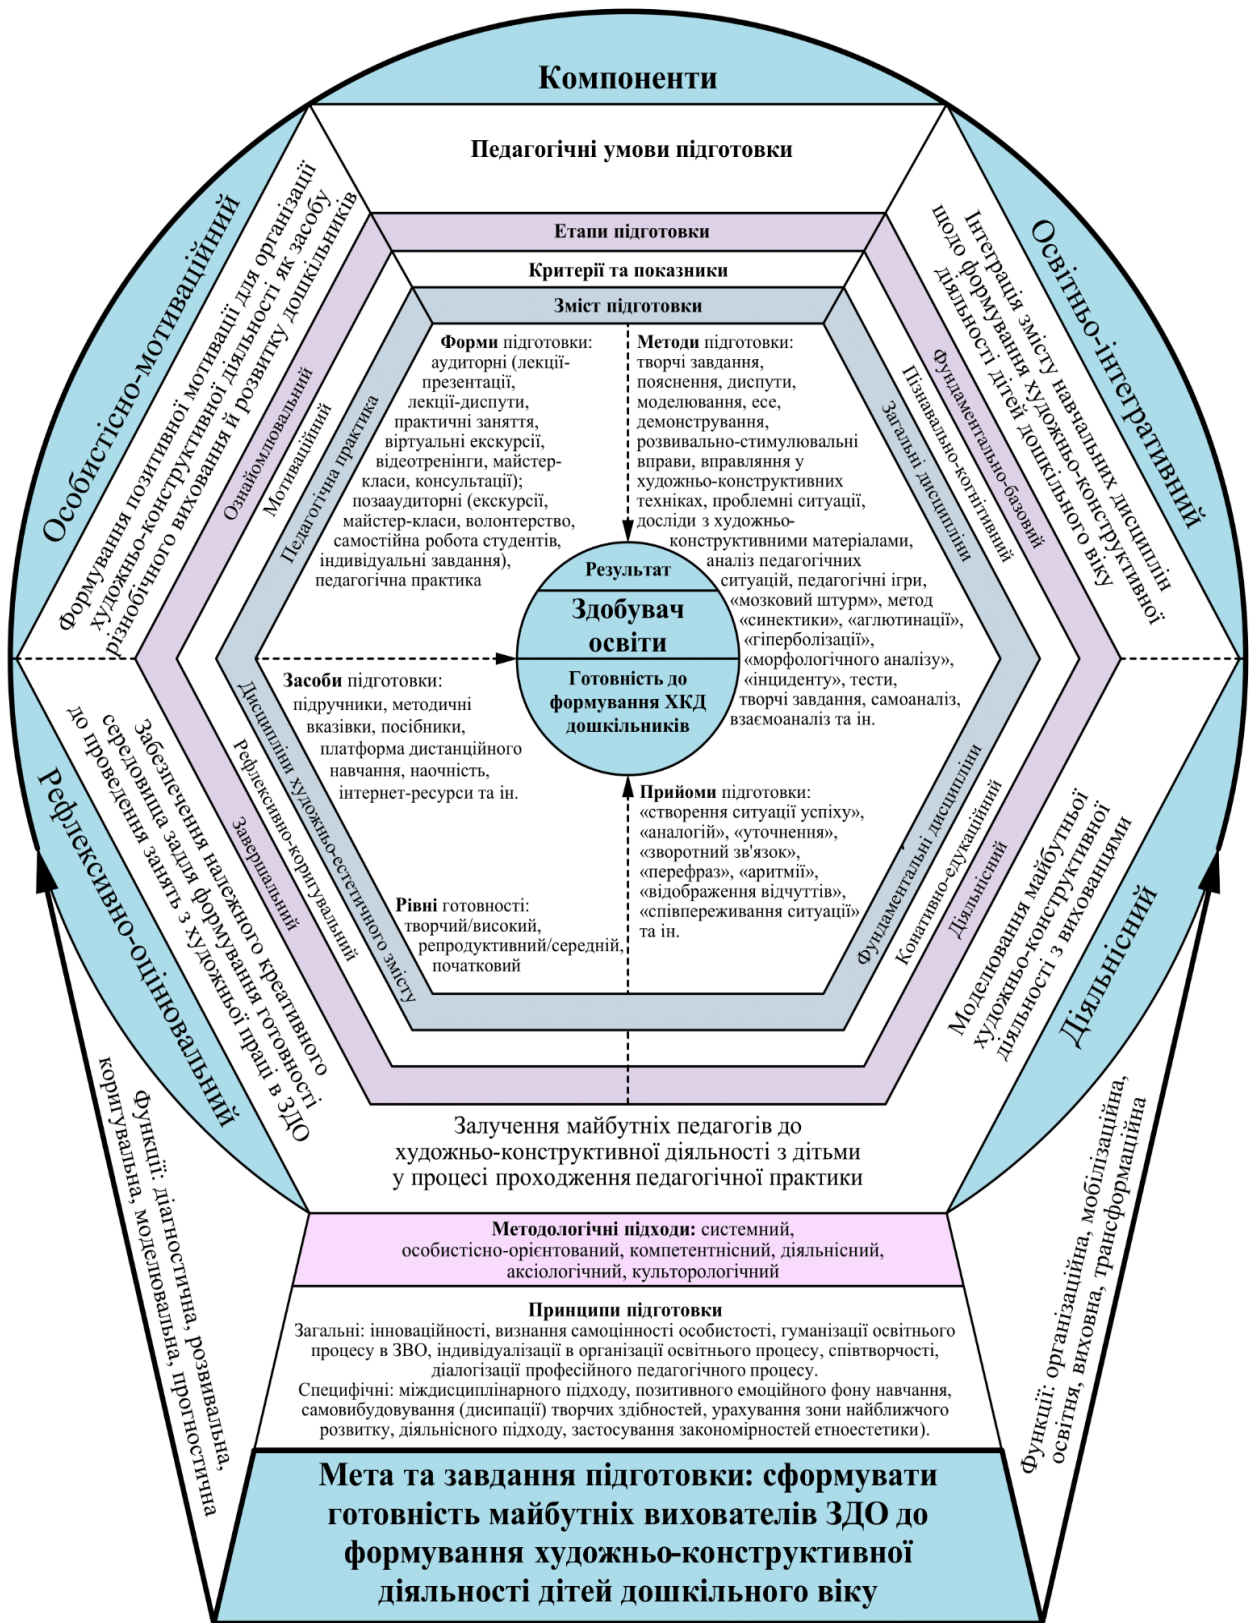 Компоненти
Педагогічні умови підготовки
Етапи підготовки
Критерії та показники
Зміст підготовки
Особистісно-мотиваційний
Формування позитивної мотивації для організації
художньо-конструктивної діяльності як засобу
різнобічного виховання й розвитку дошкільників
Ознайомлювальний
Мотиваційний
Педагогічна практика
Освітньо-інтегративний
Інтеграція змісту навчальних дисциплін
щодо формування художньо-конструктивної
діяльності дітей дошкільного віку
Фундаментально-базовий
Пізнавально-когнітивний
Загальні дисципліни
Форми підготовки:
аудиторні (лекції-
презентації,
лекції-диспути,
практичні заняття,
віртуальні екскурсії,
відеотренінги, майстер-
класи, консультації);
позааудиторні (екскурсії,
майстер-класи, волонтерство,
самостійна робота студентів,
індивідуальні завдання),
педагогічна практика
Методи підготовки:
творчі завдання,
пояснення, диспути,
моделювання, есе,
демонстрування,
розвивально-стимулювальні
вправи, вправляння у
художньо-конструктивних
техніках, проблемні ситуації,
досліди з художньо-
конструктивними матеріалами,
аналіз педагогічних
ситуацій, педагогічні ігри,
«мозковий штурм», метод
«синектики», «аглютинації»,
«гіперболізації»,
«морфологічного аналізу»,
«інциденту», тести,
творчі завдання, самоаналіз,
взаємоаналіз та ін.
Результат
Здобувач
освіти
Готовність до
формування ХКД
дошкільників
Засоби підготовки:
підручники, методичні
вказівки, посібники,
платформа дистанційного
навчання, наочність,
інтернет-ресурси та ін.
Прийоми підготовки:
«створення ситуації успіху»,
«аналогій», «уточнення»,
«зворотний зв'язок»,
«перефраз», «аритмії»,
«відображення відчуттів»,
«співпереживання ситуації»
та ін.
Рівні готовності:
творчий/високий,
репродуктивний/середній,
початковий
Рефлексивно-оцінювальний
Забезпечення належного креативного
середовища задля формування готовності
до проведення занять з художньої праці в ЗДО
Завершальний
Рефлексивно-коригувальний
Дисципліни художньо-естетичного змісту
Діяльнісний
Моделювання майбутньої
художньо-конструктивної
діяльності з вихованцями
Діяльнісний
Конативно-едукаційний
Фундаментальні дисципліни
Залучення майбутніх педагогів до
художньо-конструктивної діяльності з дітьми
у процесі проходження педагогічної практики
Функції: діагностична, розвивальна,
коригувальна, моделювальна, прогностична
Функції: організаційна, мобілізаційна,
освітня, виховна, трансформаційна
Методологічні підходи: системний,
особистісно-орієнтований, компетентнісний, діяльнісний,
аксіологічний, культорологічний
Принципи підготовки
Загальні: інноваційності, визнання самоцінності особистості, гуманізації освітнього
процесу в ЗВО, індивідуалізації в організації освітнього процесу, співтворчості,
діалогізації професійного педагогічного процесу.
Специфічні: міждисциплінарного підходу, позитивного емоційного фону навчання,
самовибудовування (дисипації) творчих здібностей, урахування зони найближчого
розвитку, діяльнісного підходу, застосування закономірностей етноестетики).
Мета та завдання підготовки: сформувати
готовність майбутніх вихователів ЗДО до
формування художньо-конструктивної
діяльності дітей дошкільного віку